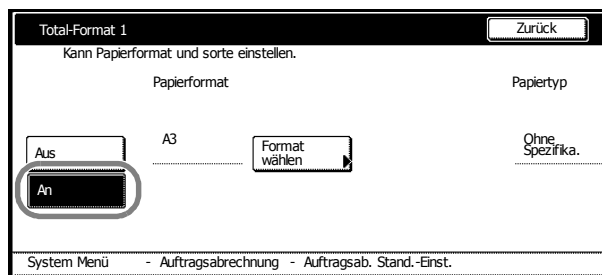 Total-Format 1
Zurück
Kann Papierformat und sorte einstellen.
Papierformat
Papiertyp
A3
Format
wählen
Ohne
Spezifika.
Aus
An
System Menü - Auftragsabrechnung - Auftragsab. Stand.-Einst.